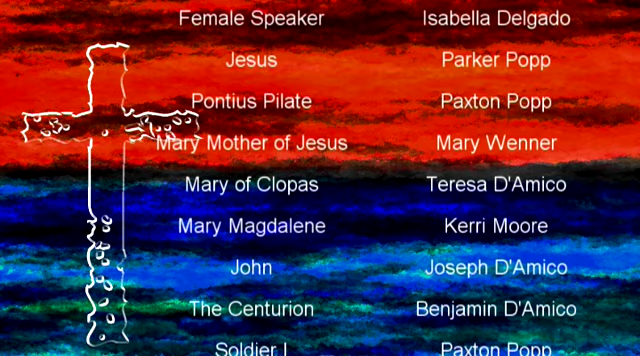 Female Speaker Isabella Delgado
Jesus Parker Popp
Pontius Pilate Paxton Popp
Mary Mother of Jesus Mary Wenner
Mary of Clopas Teresa D'Amico
Mary Magdalene Kerri Moore
John Joseph D'Amico
The Centurion Benjamin D'Amico
Soldier I Paxton Popp